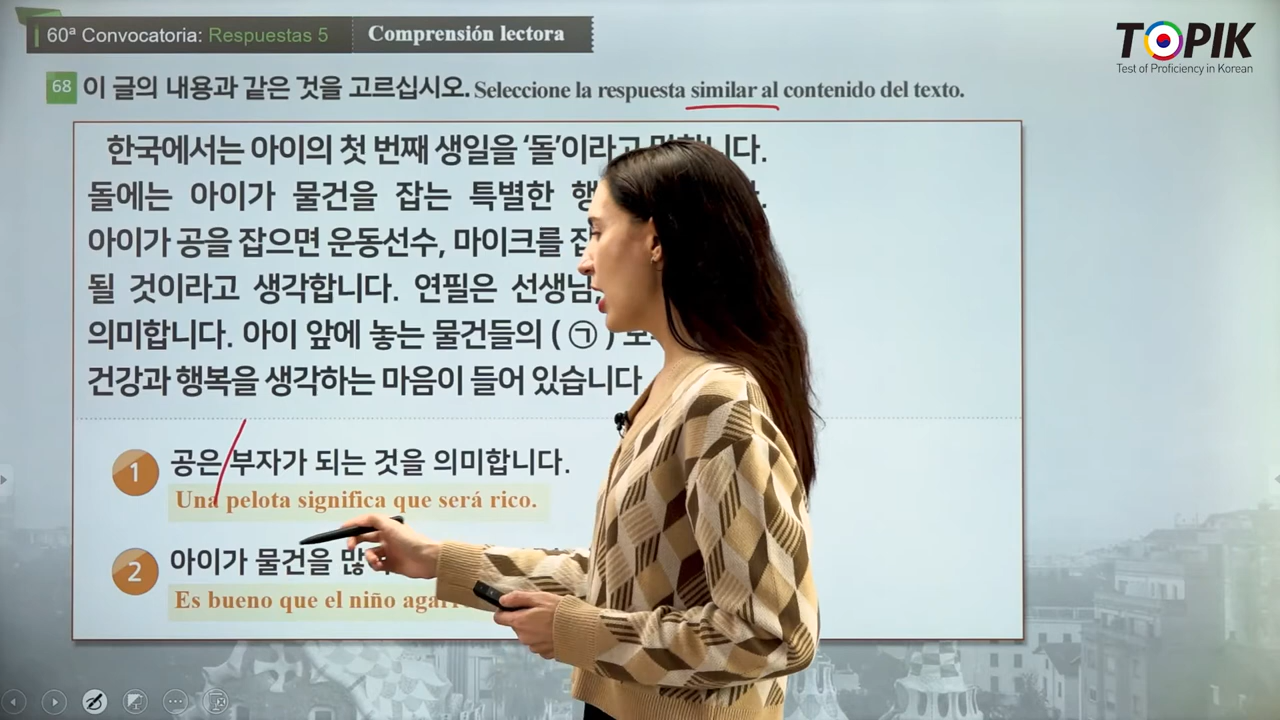 60ª Convocatoria: Respuestas 5
Comprensión lectora
TOPIK
Test of Proficiency in Korean
68 이 글의 내용과 같은 것을 고르십시오. Seleccione la respuesta similar al contenido del texto.
한국에서는 아이의 첫 번째 생일을 ‘돌’이라고
돌에는 아이가 물건을 잡는 특별한
아이가 공을 잡으면 운동선수, 마이크를
될 것이라고 생각합니다. 연필은 선생님,
의미합니다. 아이 앞에 놓는 물건들의 ( ㉠ )
건강과 행복을 생각하는 마음이 들어 있습니다
1 공은 부자가 되는 것을 의미합니다.
Una pelota significa que será rico.
2 아이가 물건을
Es bueno que el niño